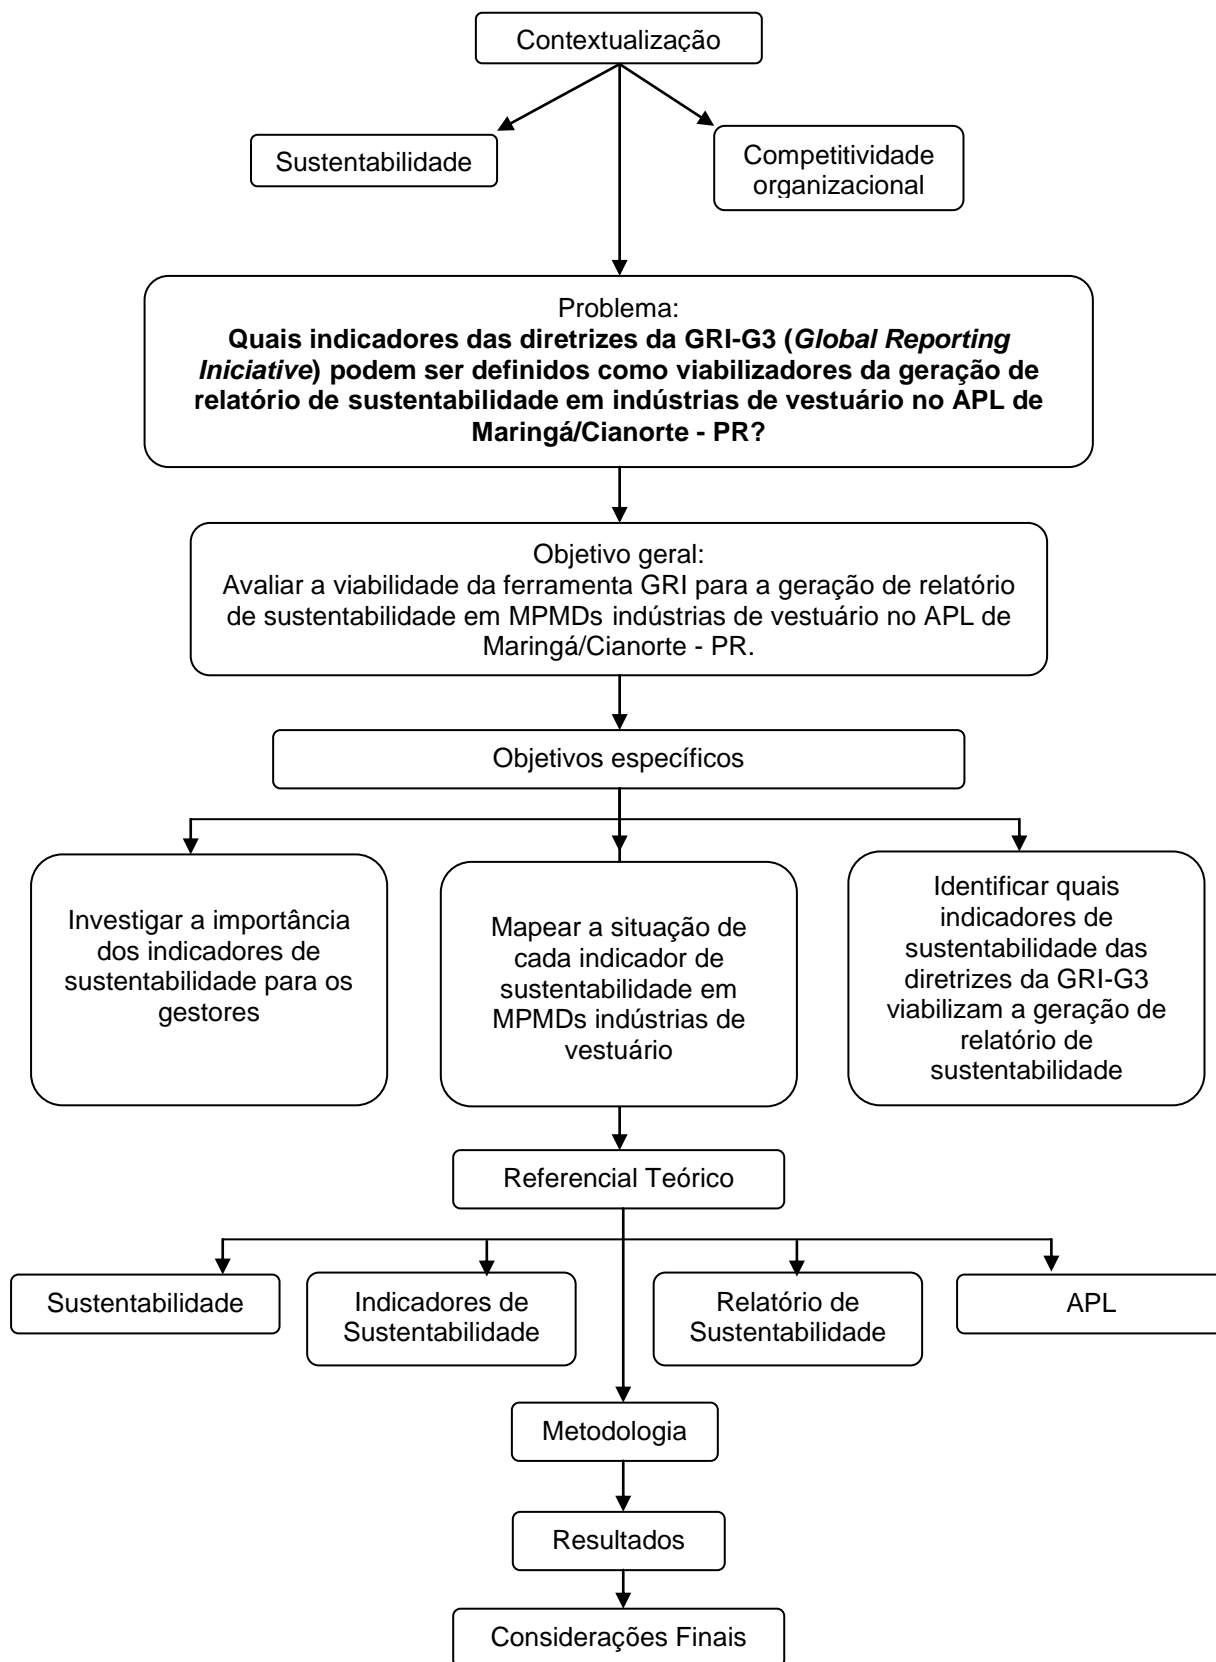 Contextualização
Sustentabilidade
Competitividade
organizacional
Problema:
Quais indicadores das diretrizes da GRI-G3 (Global Reporting
Iniciative) podem ser definidos como viabilizadores da geração de
relatório de sustentabilidade em indústrias de vestuário no APL de
Maringá/Cianorte - PR?
Objetivo geral:
Avaliar a viabilidade da ferramenta GRI para a geração de relatório
de sustentabilidade em MPMDs indústrias de vestuário no APL de
Maringá/Cianorte - PR.
Objetivos específicos
Investigar a importância
dos indicadores de
sustentabilidade para os
gestores
Mapear a situação de
cada indicador de
sustentabilidade em
MPMDs indústrias de
vestuário
Identificar quais
indicadores de
sustentabilidade das
diretrizes da GRI-G3
viabilizam a geração de
relatório de
sustentabilidade
Referencial Teórico
Sustentabilidade
Indicadores de
Sustentabilidade
Relatório de
Sustentabilidade
APL
Metodologia
Resultados
Considerações Finais